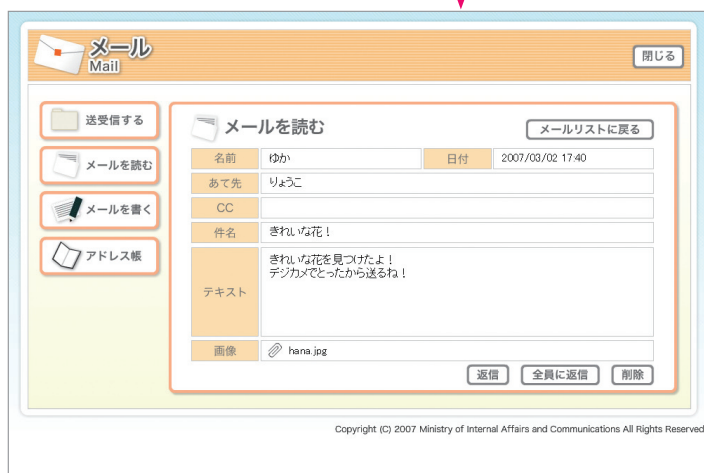 メール
Mail
閉じる
送受信する
メールを読む
メールを書く
アドレス帳
メールを読む
メールリストに戻る
名前 ゆか 日付 2007/03/02 17:40
あて先 りょうこ
CC
件名 きれいな花！
テキスト きれいな花を見つけたよ！
デジカメでとったから送るね！
画像 hana.jpg
返信 全員に返信 削除
Copyright (C) 2007 Ministry of Internal Affairs and Communications All Rights Reserved